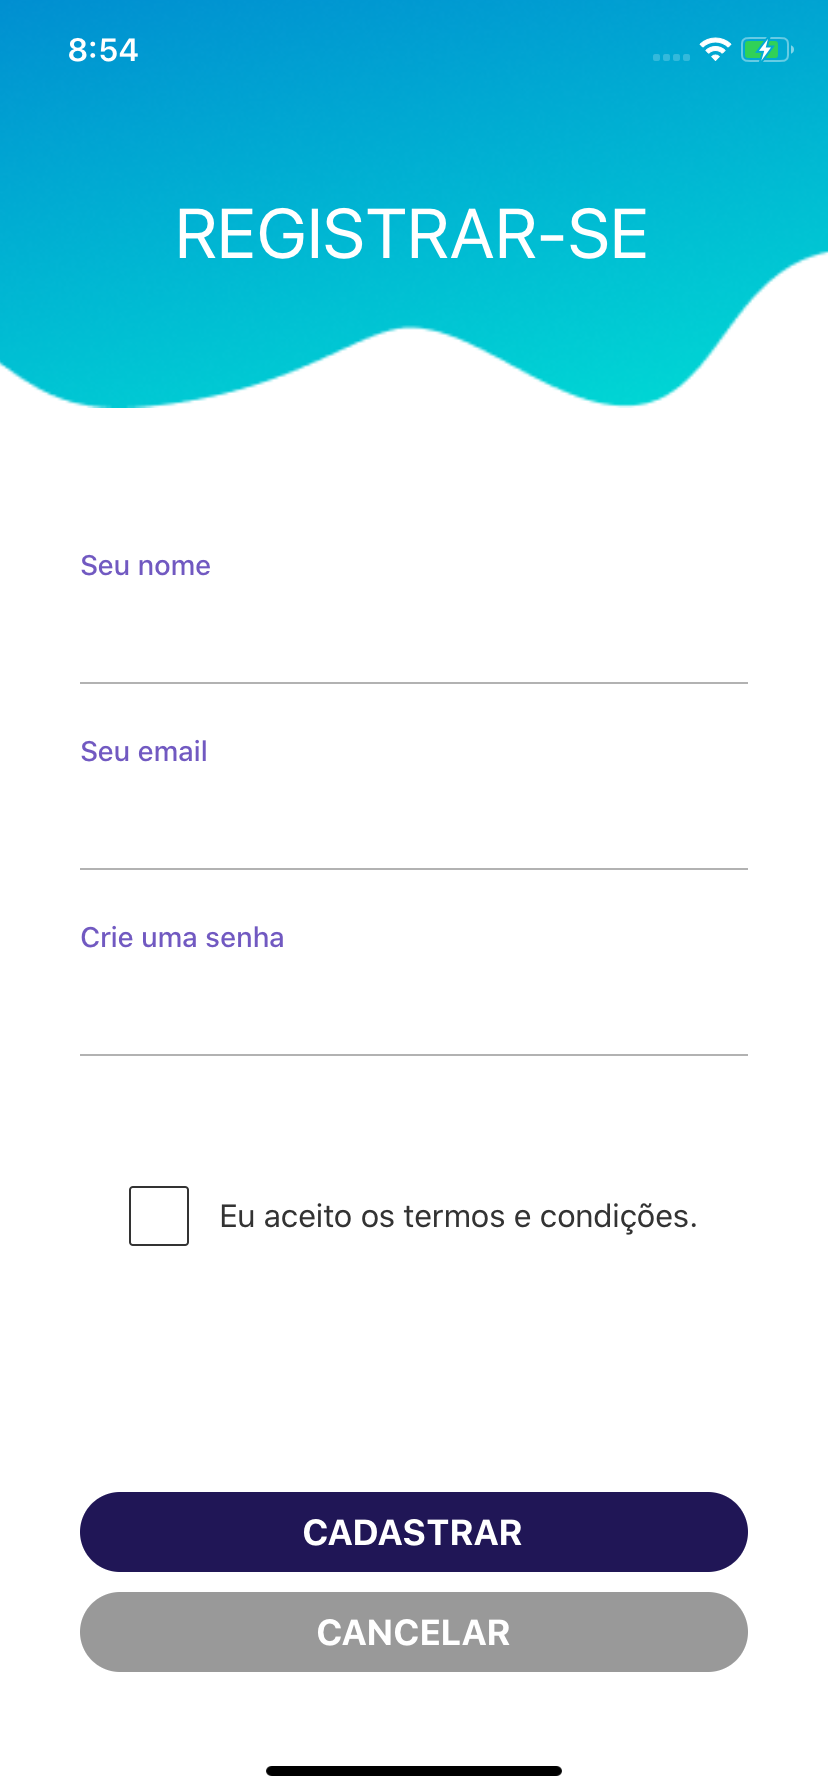 8:54
REGISTRAR-SE
Seu nome
Seu email
Crie uma senha
Eu aceito os termos e condições.
CADASTRAR
CANCELAR